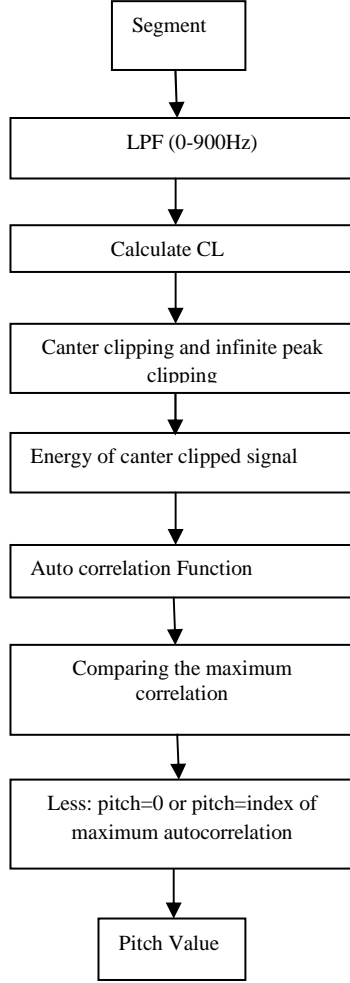 Segment
LPF (0-900Hz)
Calculate CL
Canter clipping and infinite peak
clipping
Energy of canter clipped signal
Auto correlation Function
Comparing the maximum
correlation
Less: pitch=0 or pitch=index of
maximum autocorrelation
Pitch Value